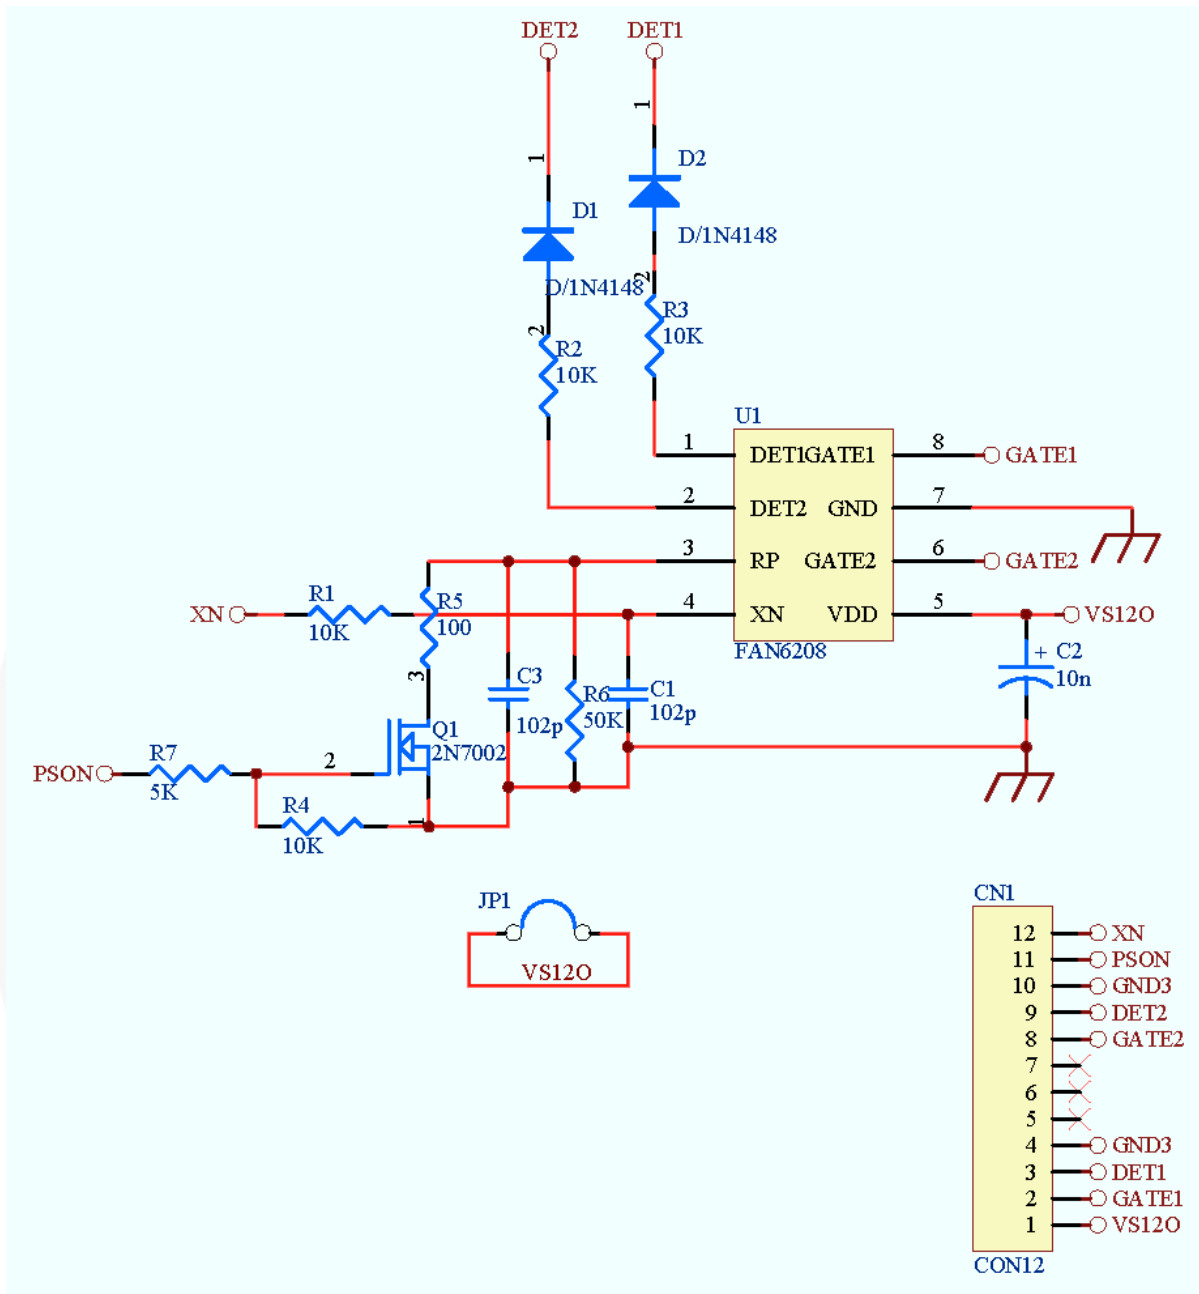 DET2 DET1
1
1
D2
D1
D/1N4148
2
D/1N4148
R3
2
10K
R2
10K
U1
1 DET1 GATE1 8 GATE1
2 DET2 GND 7
3 RP GATE2 6 GATE2
XN R1 R5 4 XN VDD 5 VS12O
10K 100
FAN6208
+ C2
10n
3
C3 R6 C1
102p 50K 102p
Q1
2N7002
R7 2
PSON
5K
R4 1
10K
JP1
VS12O
CN1
12 XN
11 PSON
10 GND3
9 DET2
8 GATE2
7
6
5
4 GND3
3 DET1
2 GATE1
1 VS12O
CON12